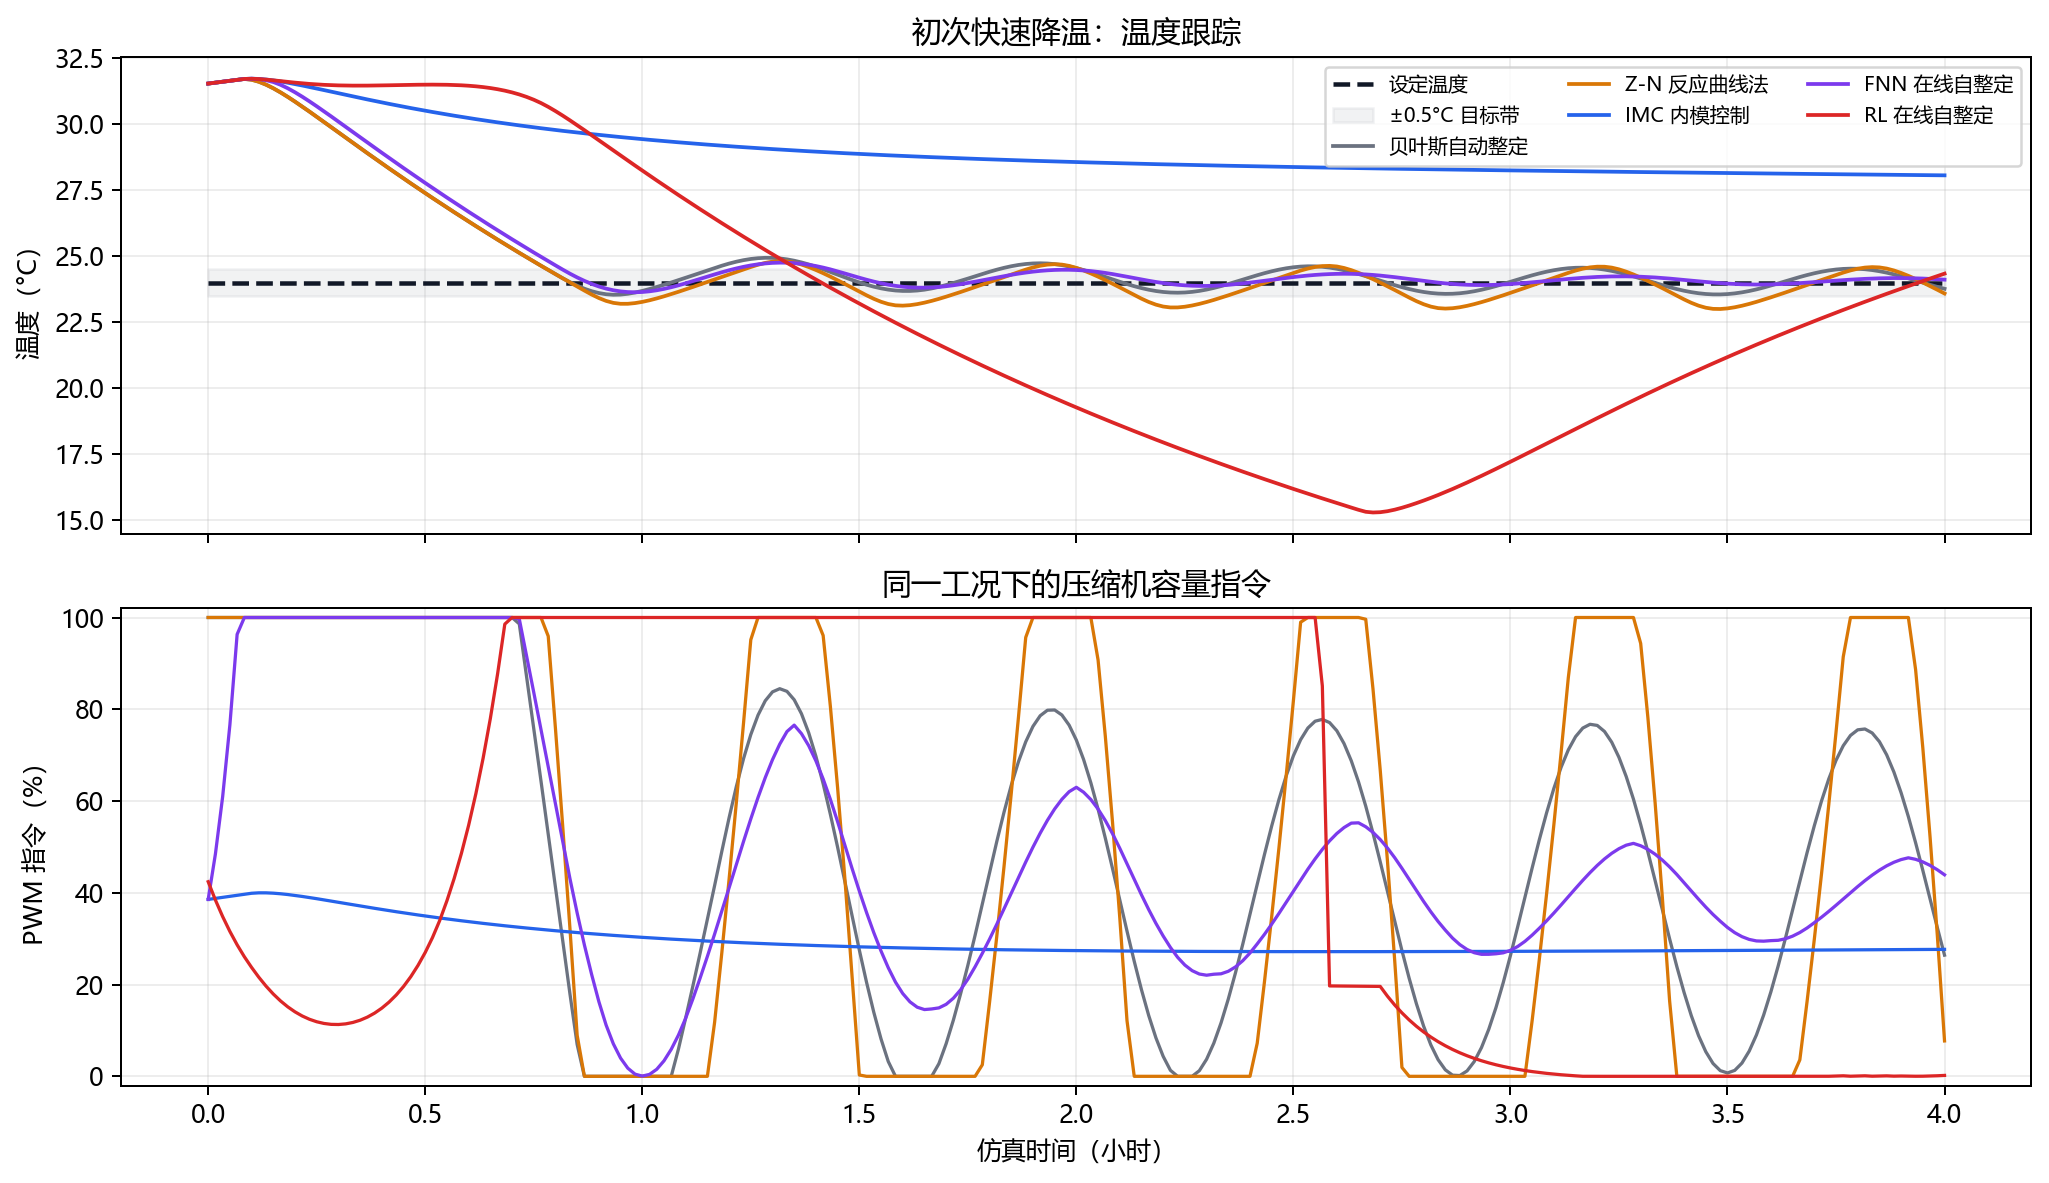 初次快速降温：温度跟踪
32.5
30.0
27.5
25.0
22.5
20.0
17.5
15.0
温度（°C）
设定温度
±0.5°C 目标带
贝叶斯自动整定
Z-N 反应曲线法
IMC 内模控制
FNN 在线自整定
RL 在线自整定
同一工况下的压缩机容量指令
100
80
60
40
20
0
PWM 指令（%）
0.0 0.5 1.0 1.5 2.0 2.5 3.0 3.5 4.0
仿真时间（小时）